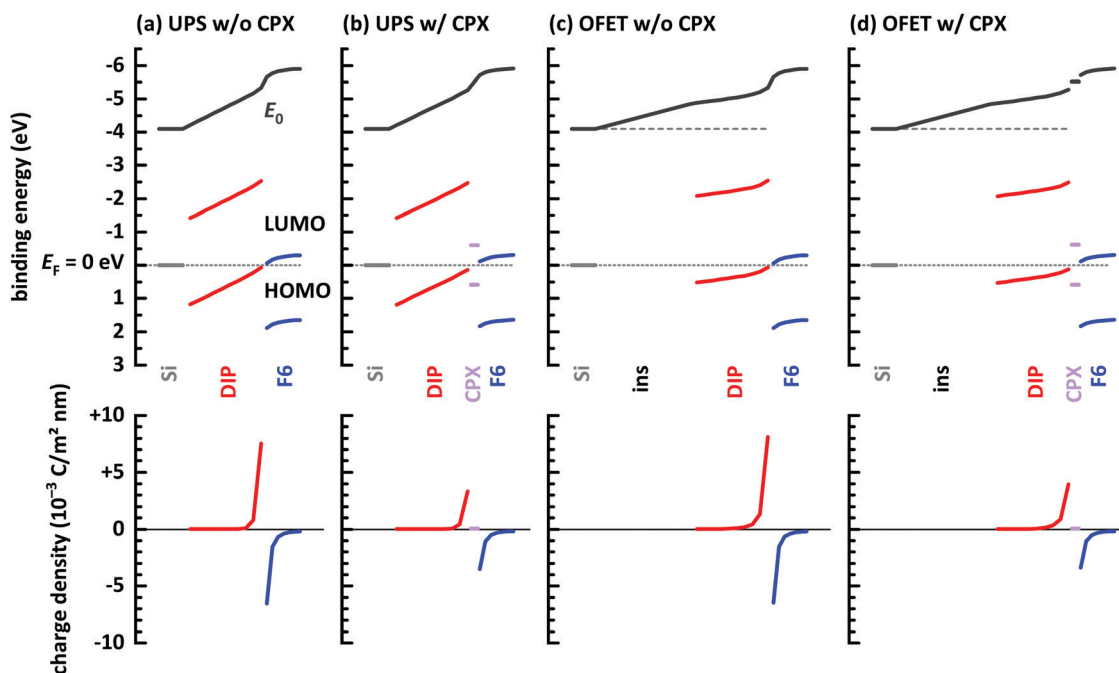 (a) UPS w/o CPX
(b) UPS w/ CPX
(c) OFET w/o CPX
(d) OFET w/ CPX
binding energy (eV)
-6
-5
-4
-3
-2
-1
E_F = 0 eV
1
2
3
E₀
LUMO
HOMO
Si
DIP
F6
Si
DIP
CPX
F6
Si
ins
DIP
F6
Si
ins
DIP
CPX
F6
charge density (10⁻³ C/m² nm)
+10
+5
0
-5
-10